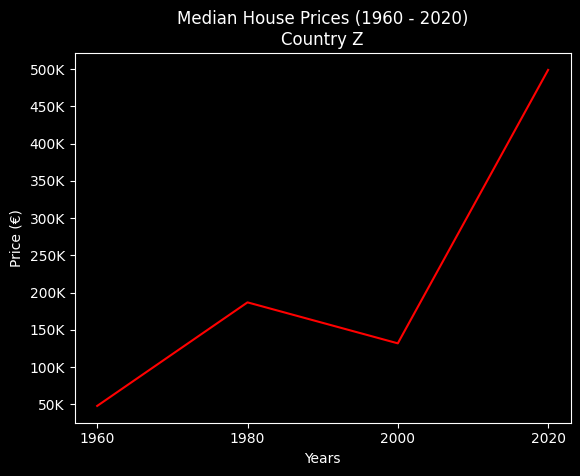 Median House Prices (1960 - 2020)
Country Z
500K
450K
400K
350K
300K
250K
200K
150K
100K
50K
Price (€)
1960
1980
2000
2020
Years